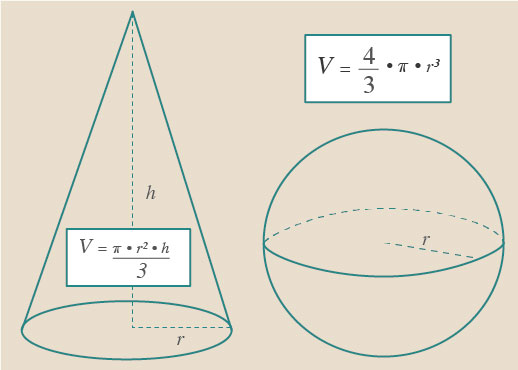 V = 4/3 • π • r³
h
V = π • r² • h / 3
r
r